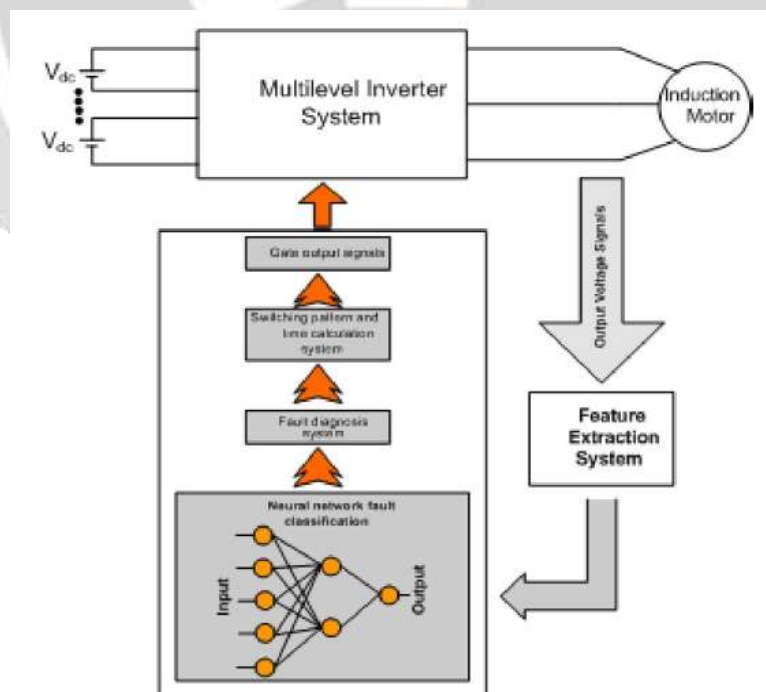 Vdc
Multilevel Inverter
System
Induction
Motor
Vdc
Output Voltage Signals
Gate output signals
Switching pattern and
time calculation
system
Fault diagnosis
system
Feature
Extraction
System
Neural network fault
classification
Input
Output